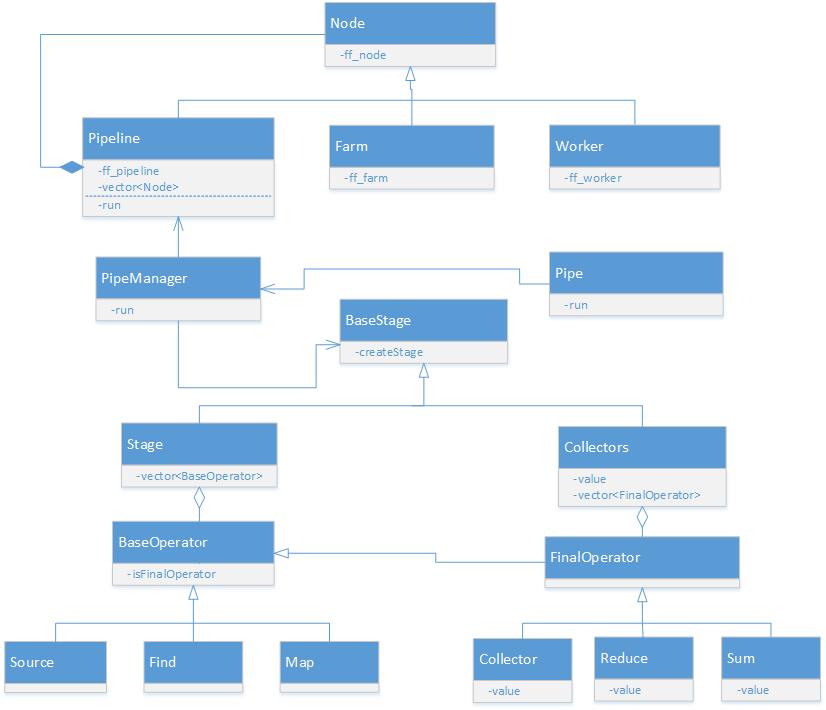 Node
-ff_node
Pipeline
-ff_pipeline
-vector<Node>
-run
Farm
-ff_farm
Worker
-ff_worker
PipeManager
-run
Pipe
-run
BaseStage
-createStage
Stage
-vector<BaseOperator>
Collectors
-value
-vector<FinalOperator>
BaseOperator
-isFinalOperator
FinalOperator
Source
Find
Map
Collector
-value
Reduce
-value
Sum
-value